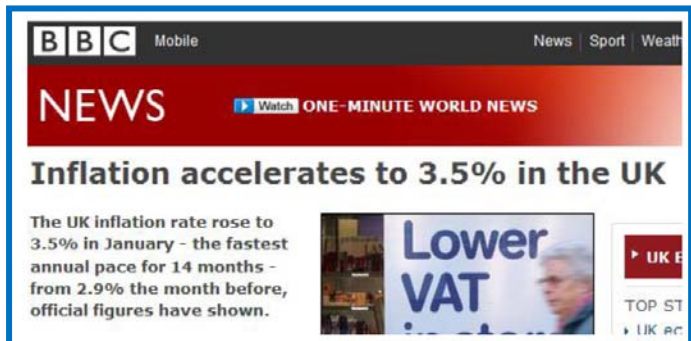 BBC Mobile News Sport
NEWS Watch ONE-MINUTE WORLD NEWS
Inflation accelerates to 3.5% in the UK
The UK inflation rate rose to
3.5% in January - the fastest
annual pace for 14 months -
from 2.9% the month before,
official figures have shown.
Lower
VAT
UK
TOP
UK